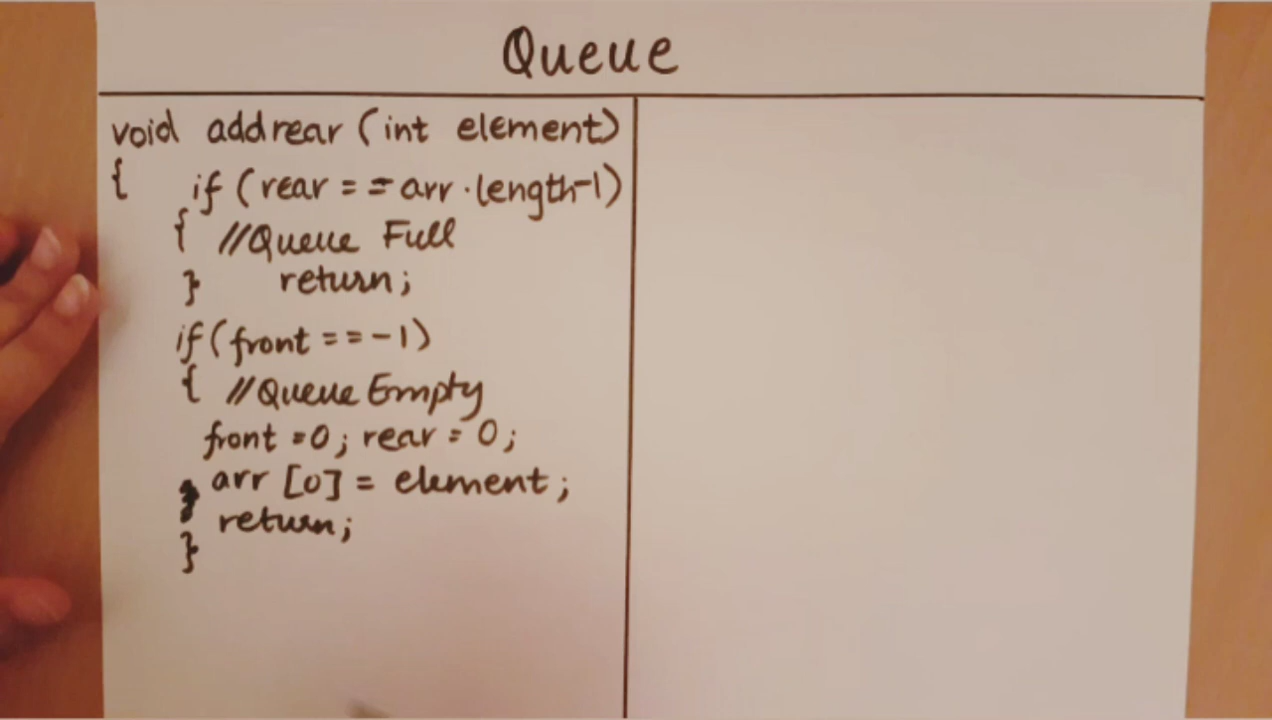 Queue
void addrear (int element)
{ if (rear == arr.length-1)
{ //Queue Full
} return;
if(front ==-1)
{ //Queue Empty
front =0; rear = 0;
arr [0] = element;
return;
}